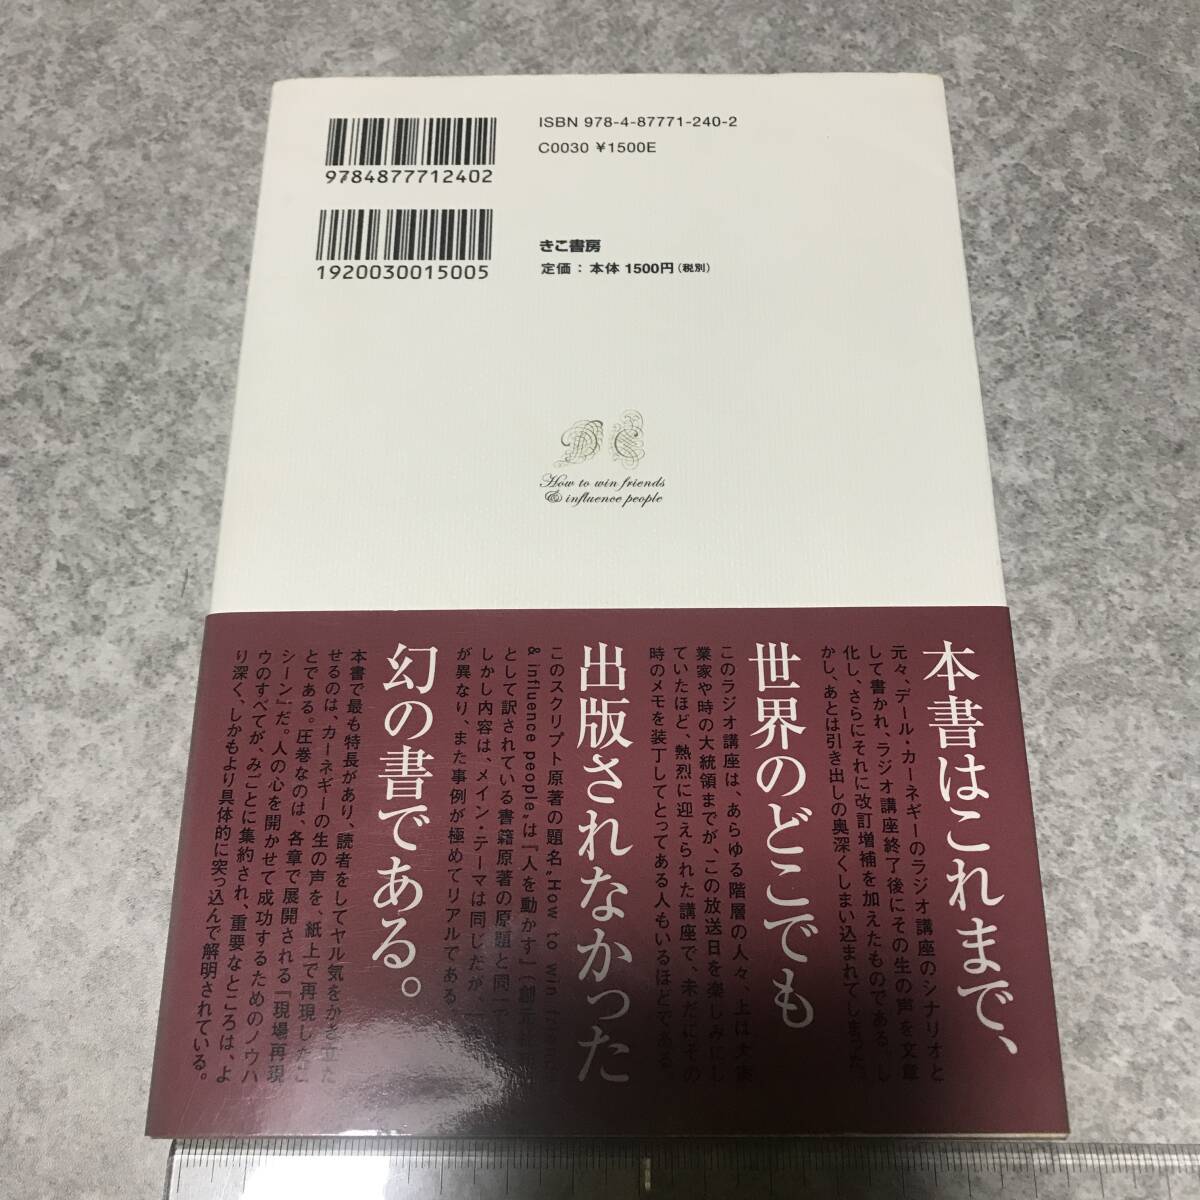 ISBN 978-4-87771-240-2
C0030 ¥1500E
9784877712402
1920030015005
きこ書房
定価：本体 1500円（税別）
DC
How to win friends
& influence people
本書はこれまで、
元々、デール・カーネギーのラジオ講座のシナリオと
して書かれ、ラジオ講座終了後にその生の声を文章
化し、さらにそれに改訂増補を加えたものである。し
かし、あとは引き出しの奥深くしまい込まれてしまった。
世界のどこでも
このラジオ講座は、あらゆる階層の人々、上は大実
業家や時の大統領までが、この放送日を楽しみにし
ていたほど、熱烈に迎えられた講座で、未だにその
時のメモを装丁してとってある人もいるほどである。
出版されなかった
このスクリプト原著の題名〝How to win friends
& influence people〟は『人を動かす』（創元
として訳されている書籍原著の原題と同一で
しかし内容は、メイン・テーマは同じだが、
が異なり、また事例が極めてリアルである
幻の書である。
本書で最も特長があり、読者をしてヤル気をかき立た
せるのは、カーネギーの生の声を、紙上で再現したこ
とである。圧巻なのは、各章で展開される『現場再現
シーン』だ。人の心を開かせて成功するためのノウハ
ウのすべてが、みごとに集約され、重要なところは、よ
り深く、しかもより具体的に突っ込んで解明されている。